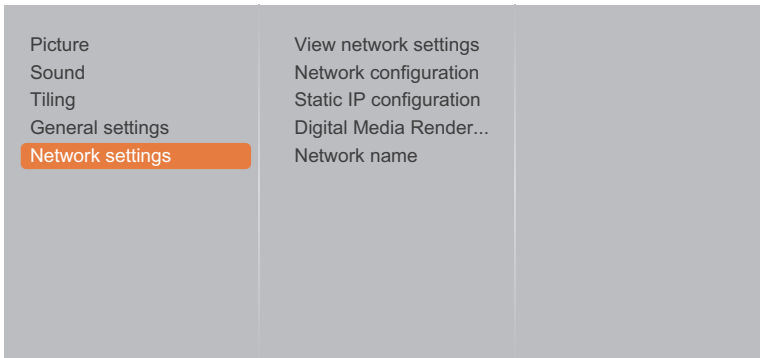 Picture
Sound
Tiling
General settings
Network settings
View network settings
Network configuration
Static IP configuration
Digital Media Render...
Network name